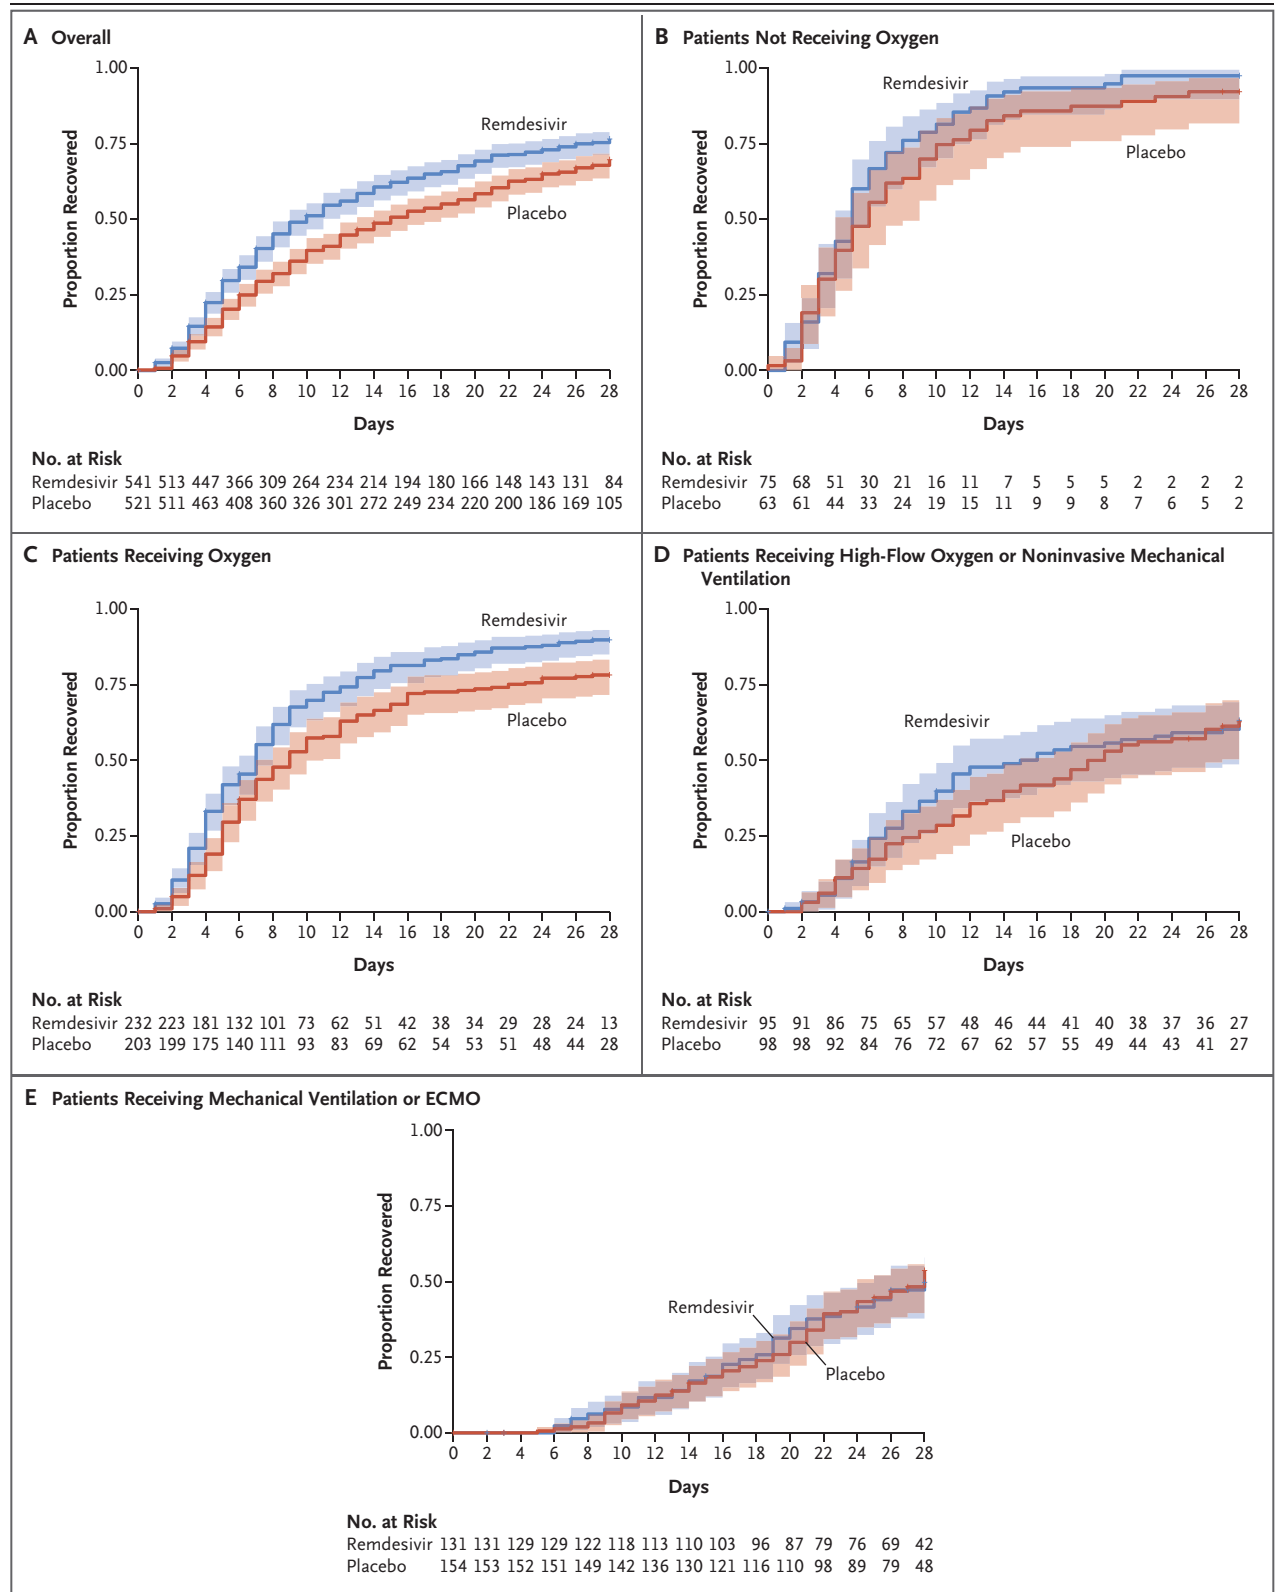 A Overall
1.00
0.75
0.50
0.25
0.00
Proportion Recovered
Remdesivir
Placebo
0 2 4 6 8 10 12 14 16 18 20 22 24 26 28
Days
No. at Risk
Remdesivir 541 513 447 366 309 264 234 214 194 180 166 148 143 131 84
Placebo 521 511 463 408 360 326 301 272 249 234 220 200 186 169 105
B Patients Not Receiving Oxygen
1.00
0.75
0.50
0.25
0.00
Proportion Recovered
Remdesivir
Placebo
0 2 4 6 8 10 12 14 16 18 20 22 24 26 28
Days
No. at Risk
Remdesivir 75 68 51 30 21 16 11 7 5 5 5 2 2 2 2
Placebo 63 61 44 33 24 19 15 11 9 9 8 7 6 5 2
C Patients Receiving Oxygen
1.00
0.75
0.50
0.25
0.00
Proportion Recovered
Remdesivir
Placebo
0 2 4 6 8 10 12 14 16 18 20 22 24 26 28
Days
No. at Risk
Remdesivir 232 223 181 132 101 73 62 51 42 38 34 29 28 24 13
Placebo 203 199 175 140 111 93 83 69 62 54 53 51 48 44 28
D Patients Receiving High-Flow Oxygen or Noninvasive Mechanical
Ventilation
1.00
0.75
0.50
0.25
0.00
Proportion Recovered
Remdesivir
Placebo
0 2 4 6 8 10 12 14 16 18 20 22 24 26 28
Days
No. at Risk
Remdesivir 95 91 86 75 65 57 48 46 44 41 40 38 37 36 27
Placebo 98 98 92 84 76 72 67 62 57 55 49 44 43 41 27
E Patients Receiving Mechanical Ventilation or ECMO
1.00
0.75
0.50
0.25
0.00
Proportion Recovered
Remdesivir
Placebo
0 2 4 6 8 10 12 14 16 18 20 22 24 26 28
Days
No. at Risk
Remdesivir 131 131 129 129 122 118 113 110 103 96 87 79 76 69 42
Placebo 154 153 152 151 149 142 136 130 121 116 110 98 89 79 48